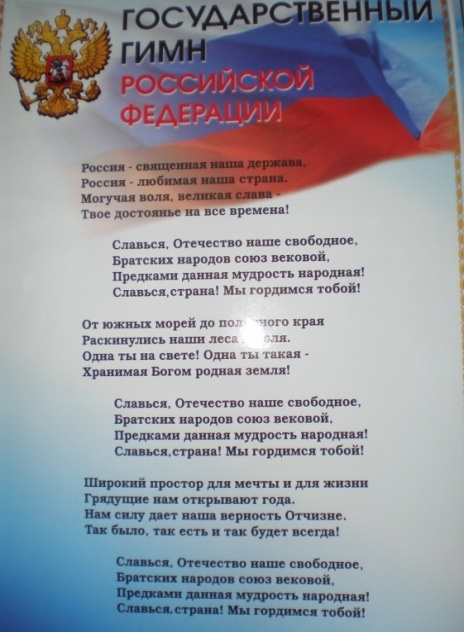 ГОСУДАРСТВЕННЫЙ
ГИМН
РОССИЙСКОЙ
ФЕДЕРАЦИИ
Россия - священная наша держава,
Россия - любимая наша страна.
Могучая воля, великая слава -
Твое достоянье на все времена!
Славься, Отечество наше свободное,
Братских народов союз вековой,
Предками данная мудрость народная!
Славься,страна! Мы гордимся тобой!
От южных морей до полярного края
Раскинулись наши леса поля.
Одна ты на свете! Одна ты такая -
Хранимая Богом родная земля!
Славься, Отечество наше свободное,
Братских народов союз вековой,
Предками данная мудрость народная!
Славься,страна! Мы гордимся тобой!
Широкий простор для мечты и для жизни
Грядущие нам открывают года.
Нам силу дает наша верность Отчизне.
Так было, так есть и так будет всегда!
Славься, Отечество наше свободное,
Братских народов союз вековой,
Предками данная мудрость народная!
Славься,страна! Мы гордимся тобой!